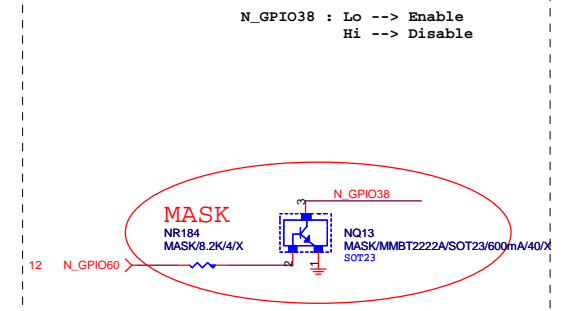 N_GPIO38 : Lo --> Enable
Hi --> Disable
3
N_GPIO38
MASK
NR184
MASK/8.2K/4/X
NQ13
MASK/MMBT2222A/SOT23/600mA/40/X
SOT23
12 N_GPIO60
2
1